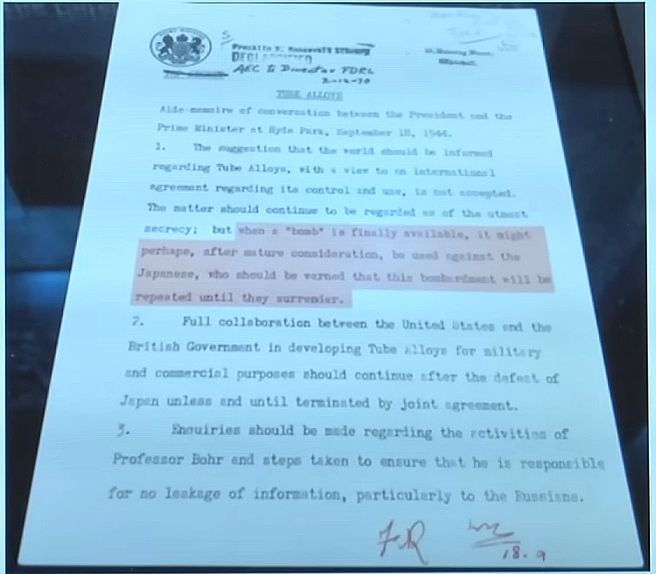 Franklin D. Roosevelt Library
DECLASSIFIED
AEC to Director FDRL
10, Downing Street,
Whitehall.
TUBE ALLOYS
Aide-memoire of conversation between the President and the
Prime Minister at Hyde Park, September 18, 1944.
1. The suggestion that the world should be informed
regarding Tube Alloys, with a view to an international
agreement regarding its control and use, is not accepted.
The matter should continue to be regarded as of the utmost
secrecy; but when a "bomb" is finally available, it might
perhaps, after mature consideration, be used against the
Japanese, who should be warned that this bombardment will be
repeated until they surrender.
2. Full collaboration between the United States and the
British Government in developing Tube Alloys for military
and commercial purposes should continue after the defeat of
Japan unless and until terminated by joint agreement.
3. Enquiries should be made regarding the activities of
Professor Bohr and steps taken to ensure that he is responsible
for no leakage of information, particularly to the Russians.
FDR
18.9